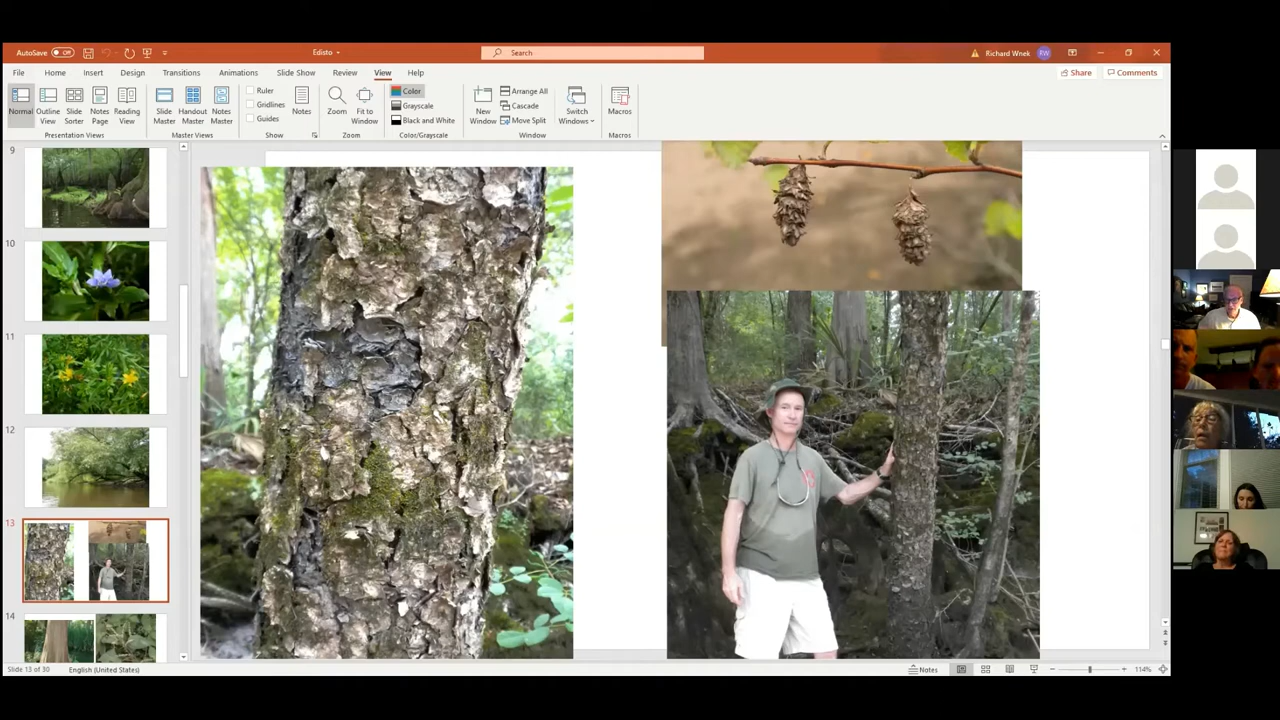 AutoSave Off
Edisto
Search
Richard Wnek RW
File Home Insert Design Transitions Animations Slide Show Review View Help
Share Comments
Normal
Outline View
Slide Sorter
Notes Page
Reading View
Presentation Views
Slide Master
Handout Master
Notes Master
Master Views
Ruler
Gridlines
Guides
Show
Notes
Zoom
Fit to Window
Zoom
Color
Grayscale
Black and White
Color/Grayscale
New Window
Arrange All
Cascade
Move Split
Window
Switch Windows
Macros
Macros
9
10
11
12
13
14
Slide 13 of 30 English (United States)
Notes
114%